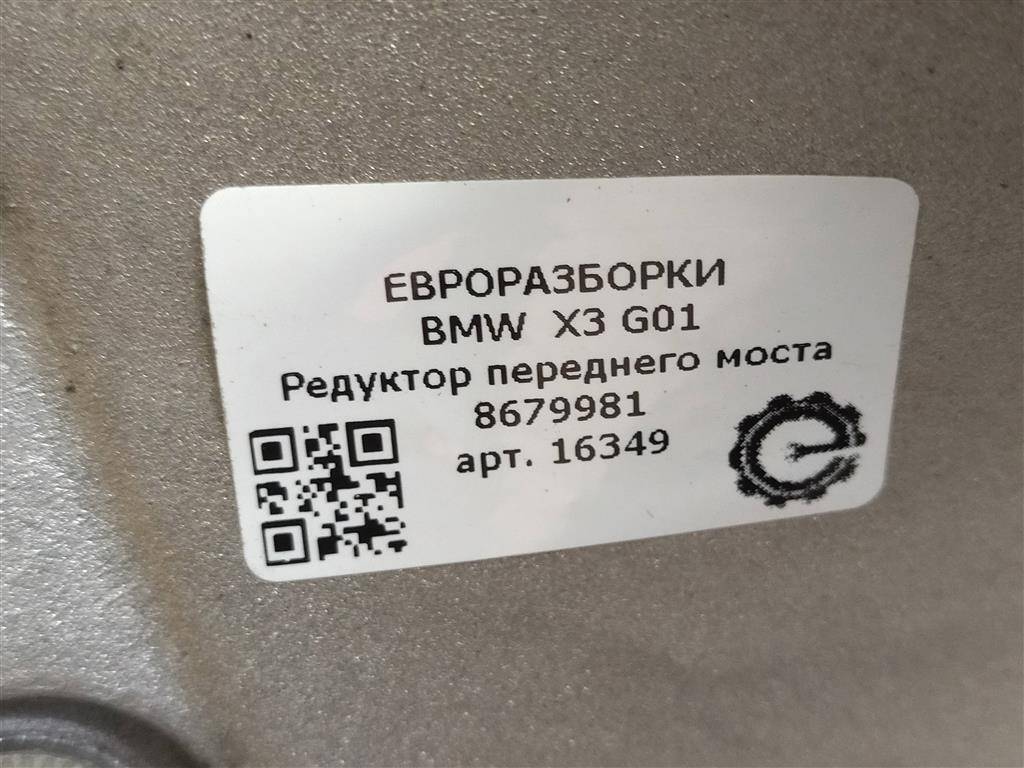 ЕВРОРАЗБОРКИ
BMW X3 G01
Редуктор переднего моста
8679981
арт. 16349